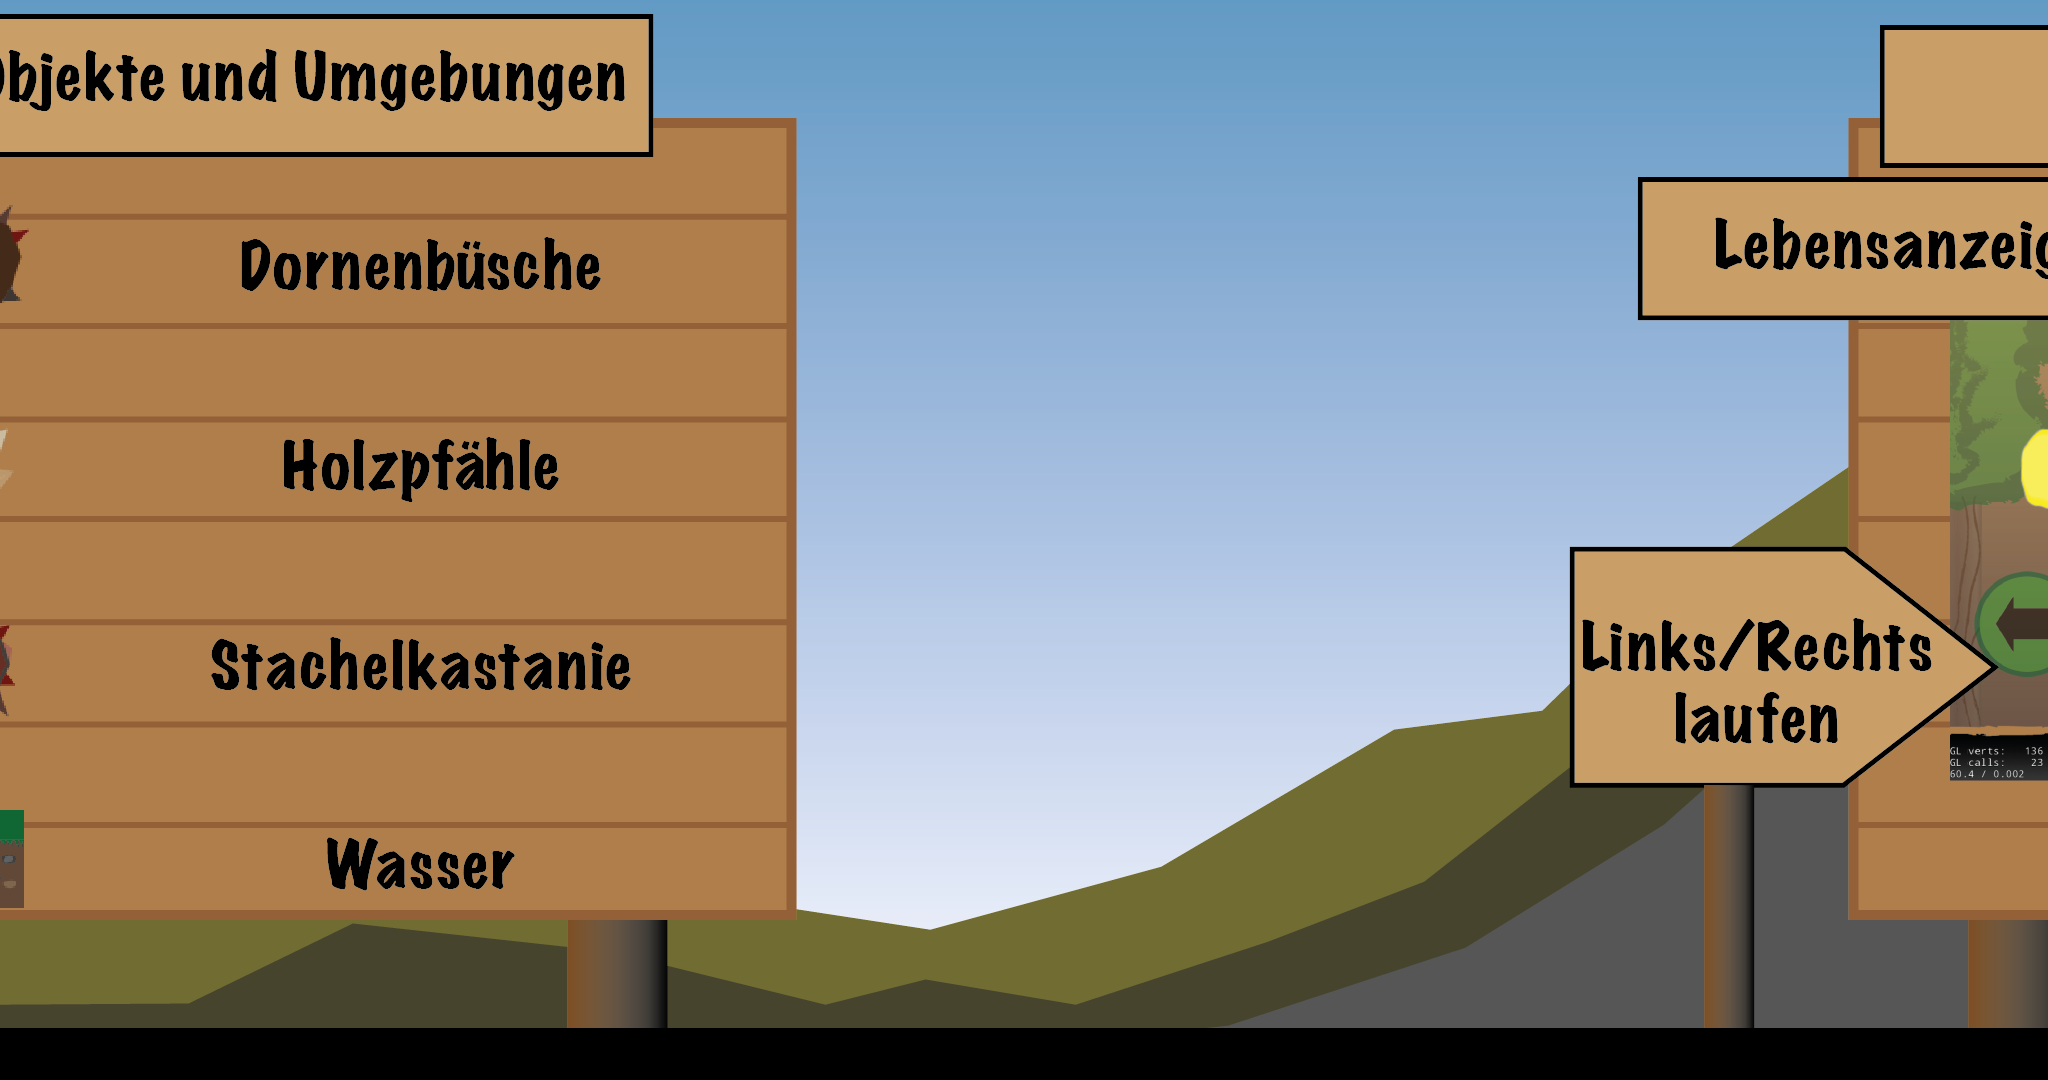 Objekte und Umgebungen
Dornenbüsche
Holzpfähle
Stachelkastanie
Wasser
Lebensanzeig
Links/Rechts
laufen
GL verts: 136
GL calls: 23
60.4 / 0.002